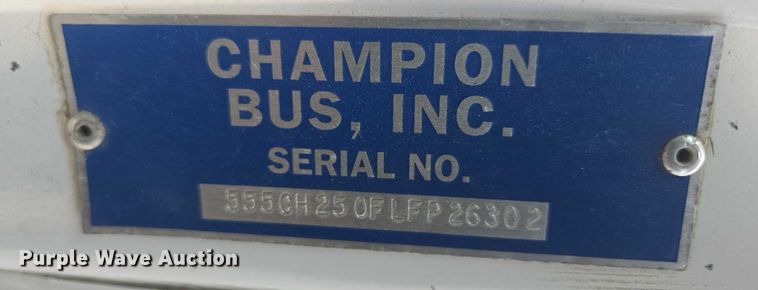 CHAMPION
BUS, INC.
SERIAL NO.
555CH250FLFP26302
Purple Wave Auction